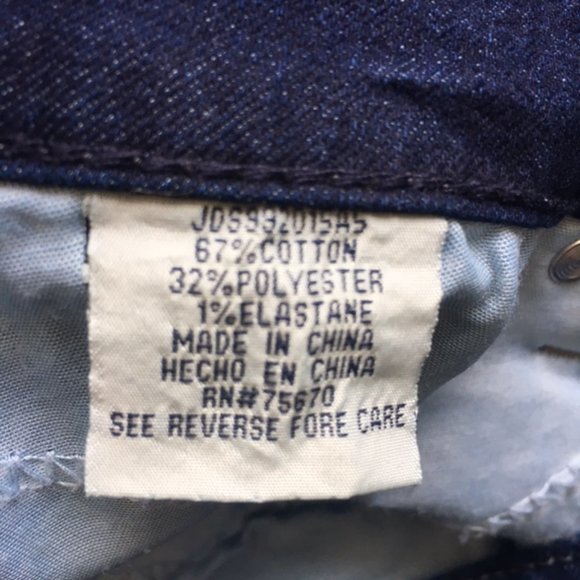 JDS992015A5
67%COTTON
32%POLYESTER
1%ELASTANE
MADE IN CHINA
HECHO EN CHINA
RN#75670
SEE REVERSE FORE CARE